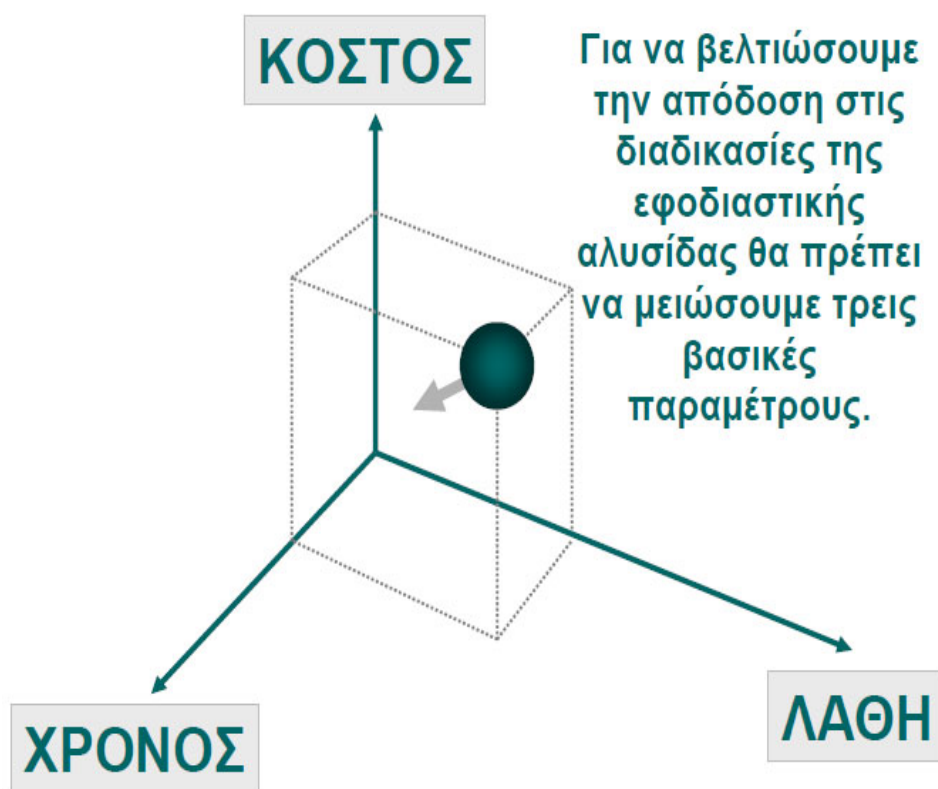 ΚΟΣΤΟΣ
Για να βελτιώσουμε
την απόδοση στις
διαδικασίες της
εφοδιαστικής
αλυσίδας θα πρέπει
να μειώσουμε τρεις
βασικές
παραμέτρους.
ΧΡΟΝΟΣ
ΛΑΘΗ